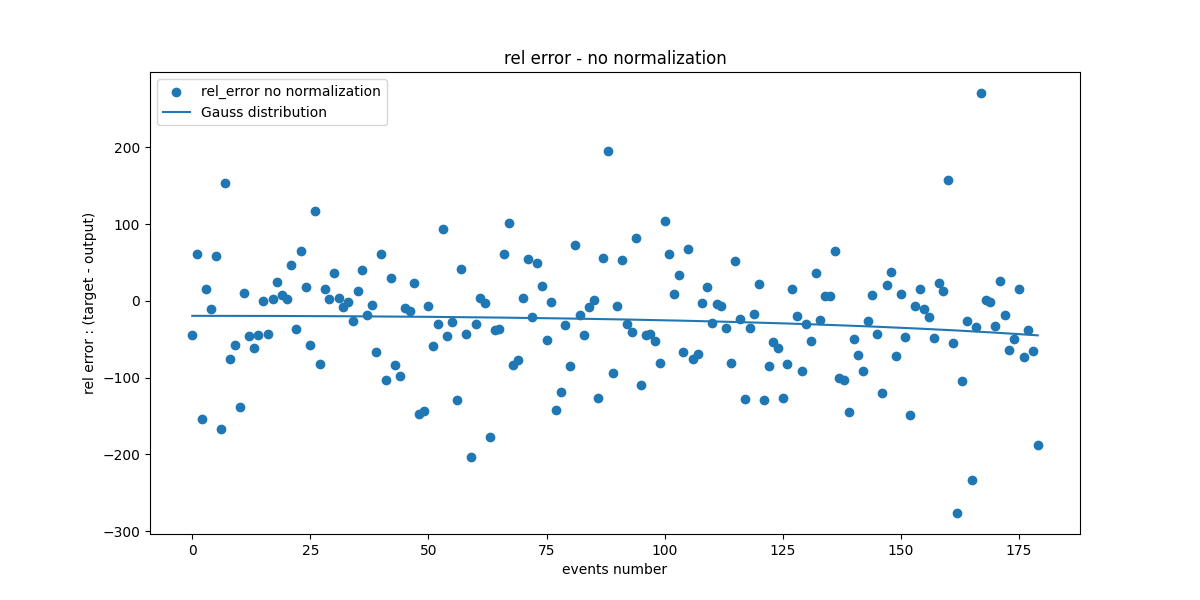 rel error - no normalization
rel_error no normalization
Gauss distribution
rel error : (target - output)
200
100
0
−100
−200
−300
0 25 50 75 100 125 150 175
events number